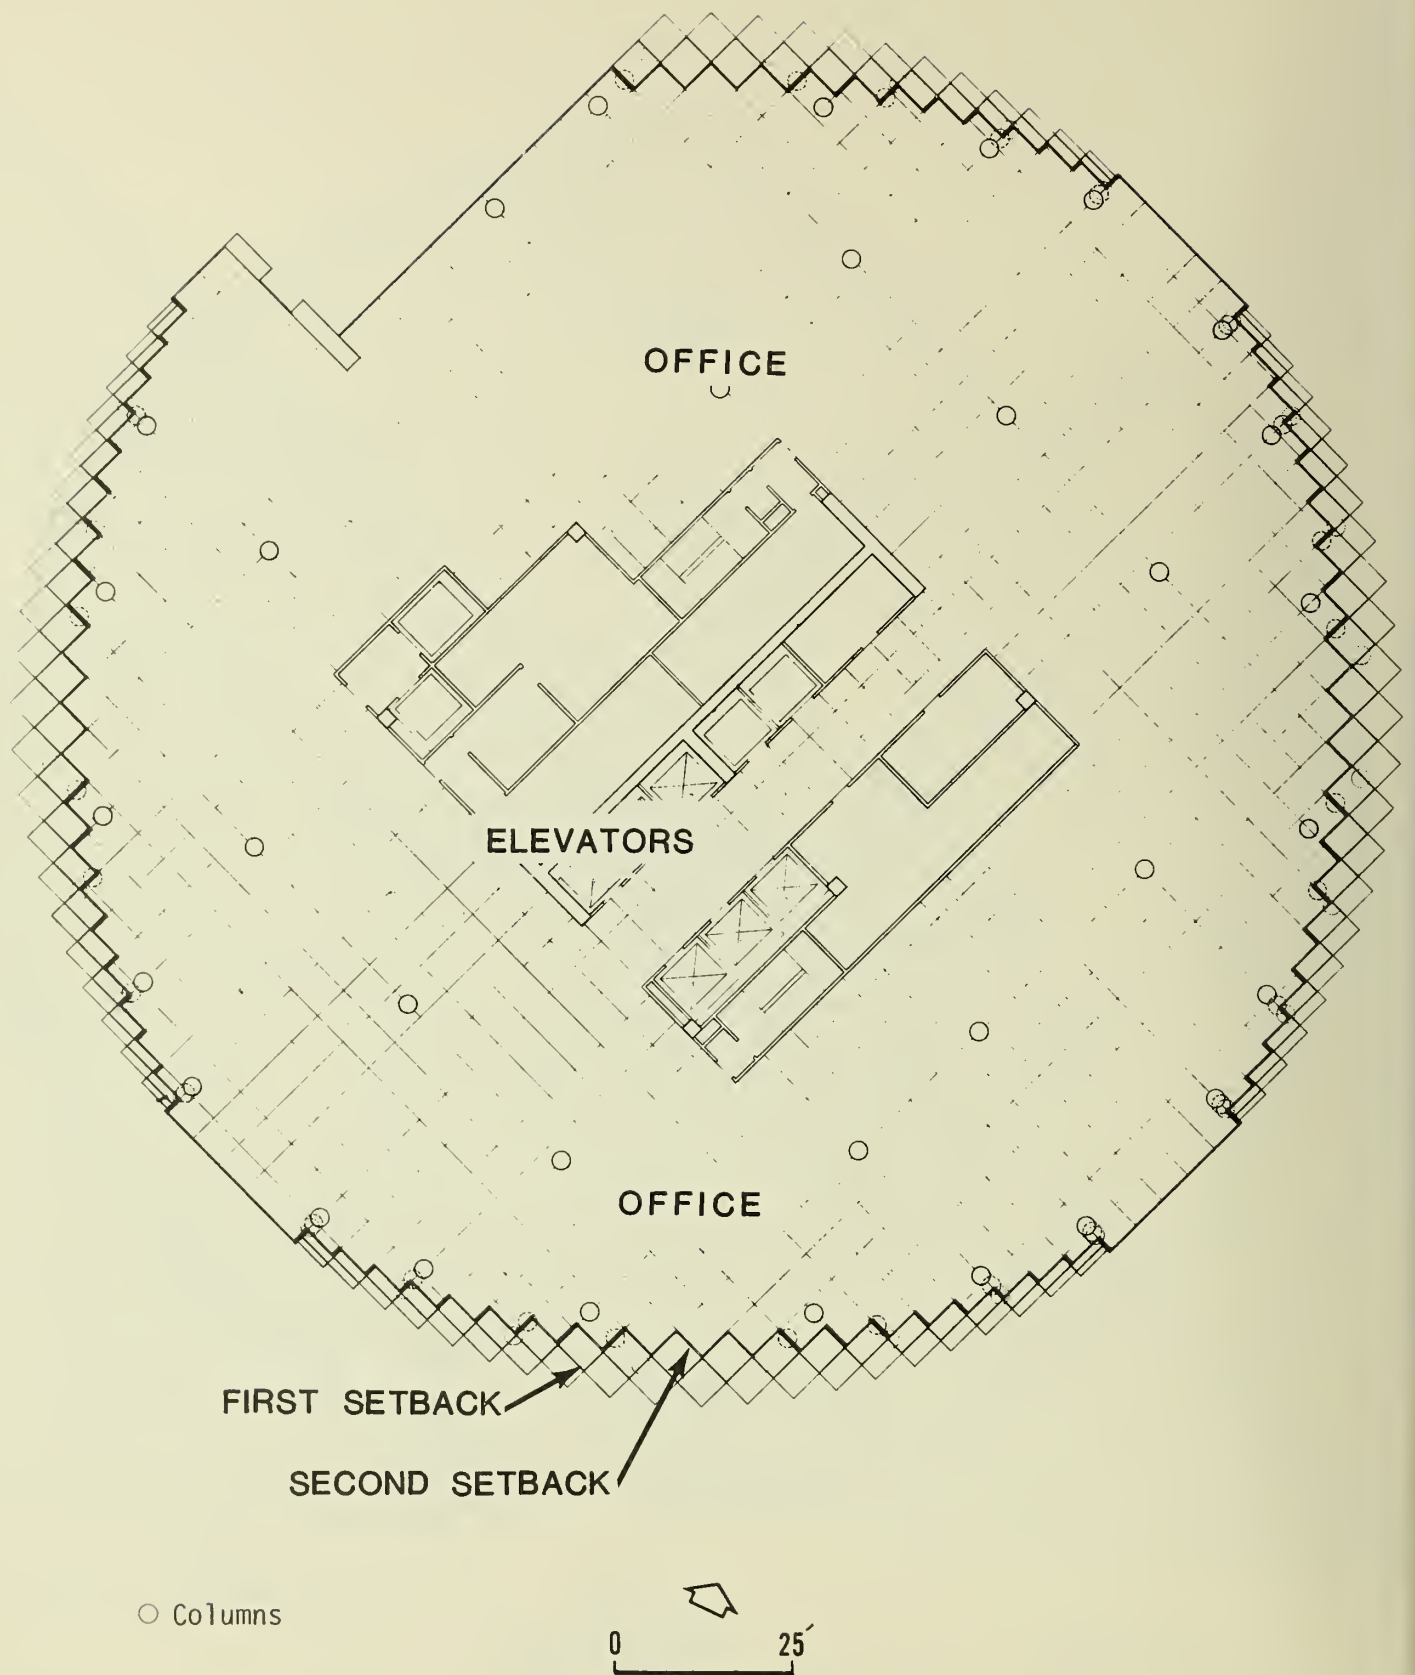 OFFICE
ELEVATORS
OFFICE
FIRST SETBACK
SECOND SETBACK
Columns
0 25'